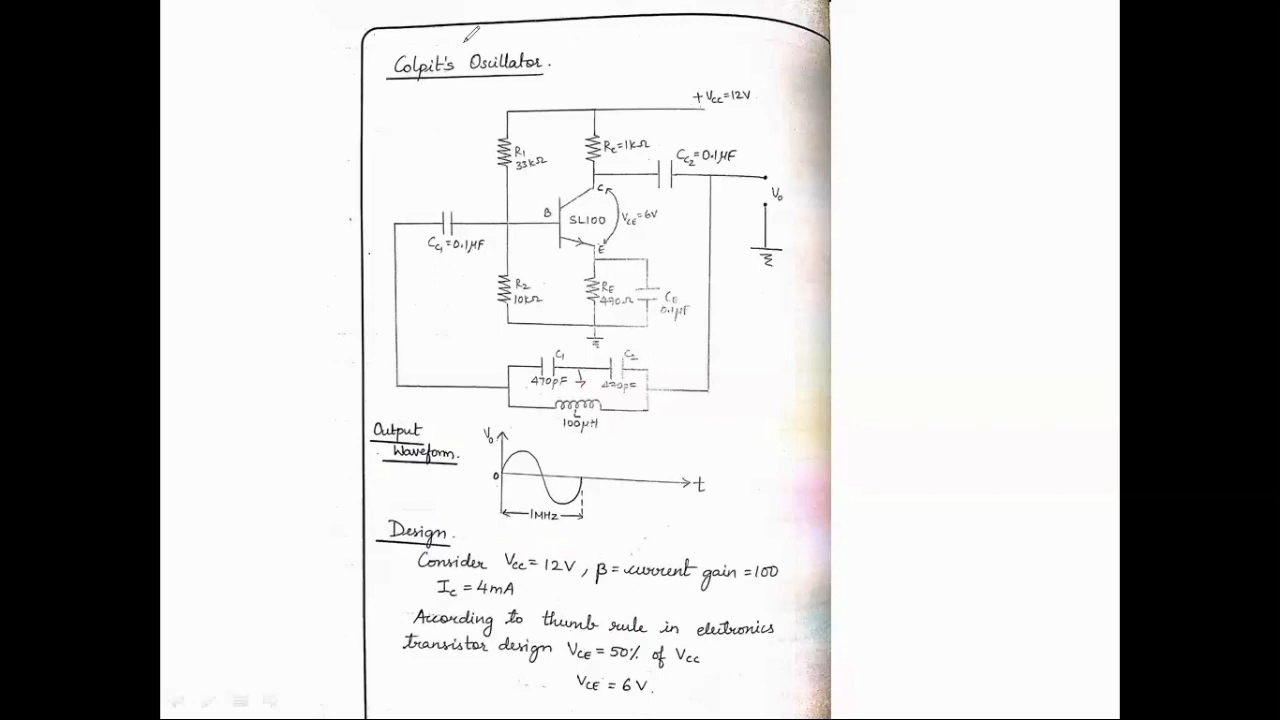 Colpit's Oscillator.
+Vcc=12V
R1
33kΩ
Rc=1kΩ
Cc2=0.1μF
C
V0
B
SL100
VCE=6V
Cc1=0.1μF
E
R2
10kΩ
RE
CE
0.1μF
C1
C2
470pF
470pF
L
100μH
Output
Waveform.
V0
0
t
1MHz
Design.
Consider Vcc = 12V, β = current gain = 100
Ic = 4mA
According to thumb rule in electronics
transistor design VCE = 50% of Vcc
VCE = 6V.